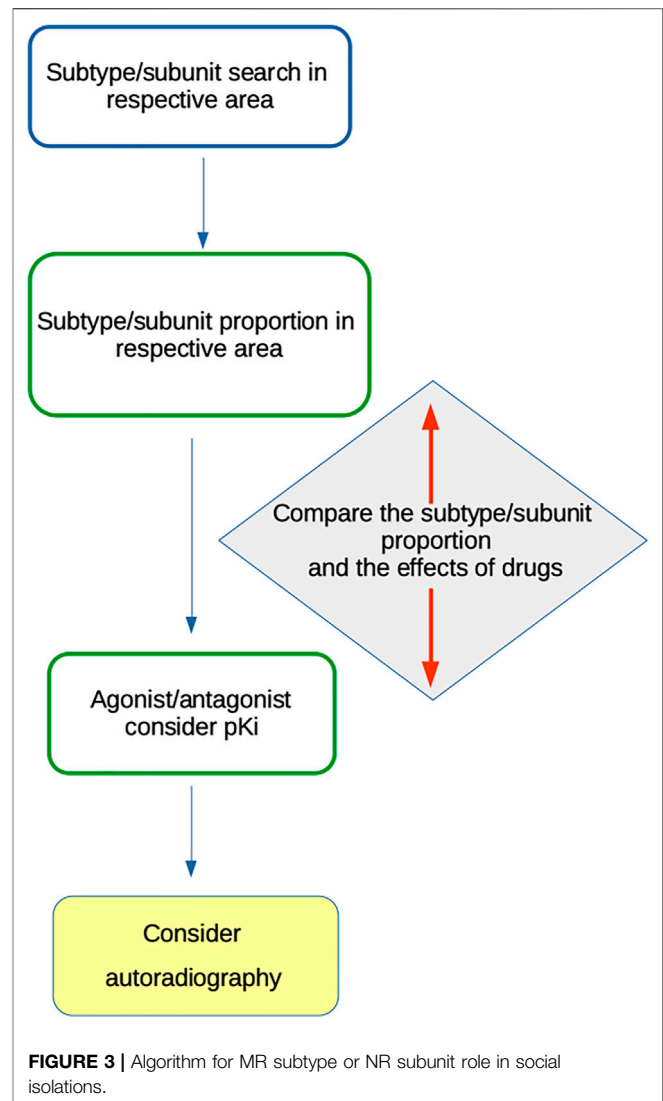 Subtype/subunit search in
respective area
Subtype/subunit proportion in
respective area
Compare the subtype/subunit
proportion
and the effects of drugs
Agonist/antagonist
consider pKi
Consider
autoradiography
FIGURE 3 | Algorithm for MR subtype or NR subunit role in social
isolations.